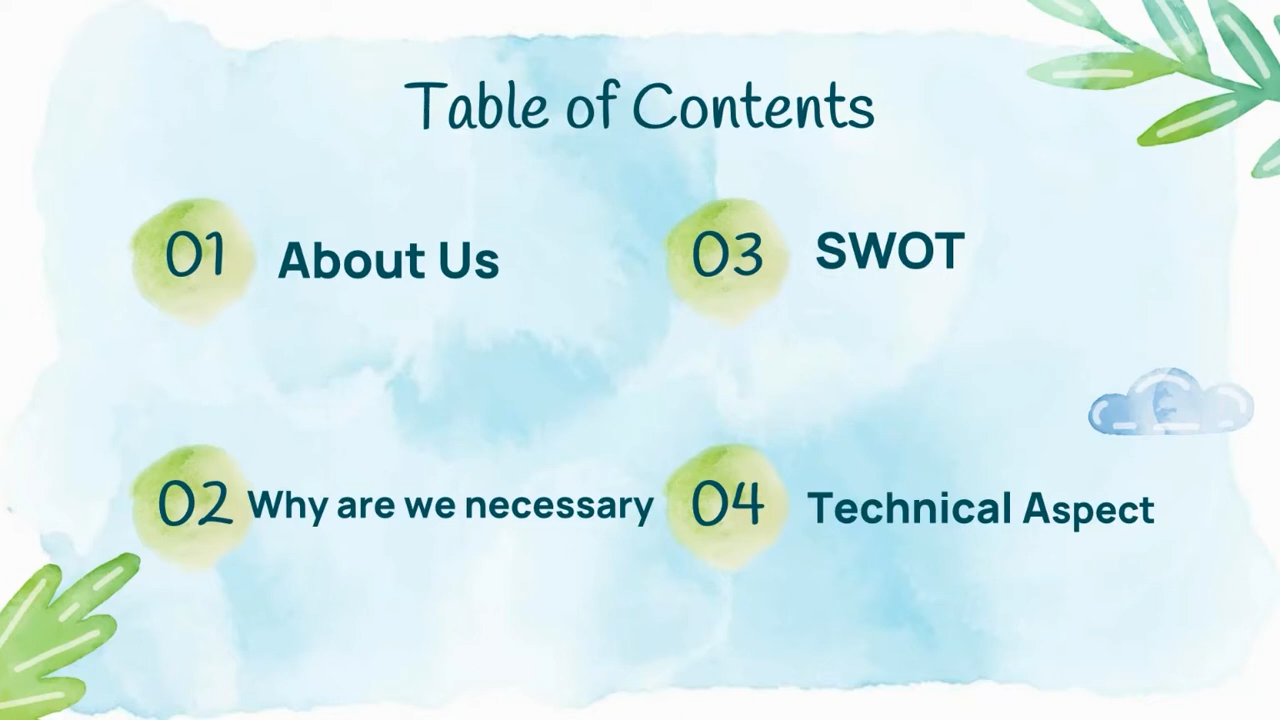 Table of Contents
01 About Us
02 Why are we necessary
03 SWOT
04 Technical Aspect